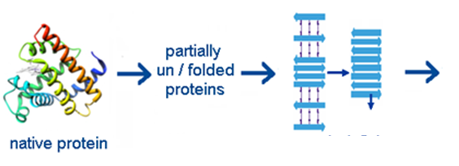 native protein
partially
un / folded
proteins